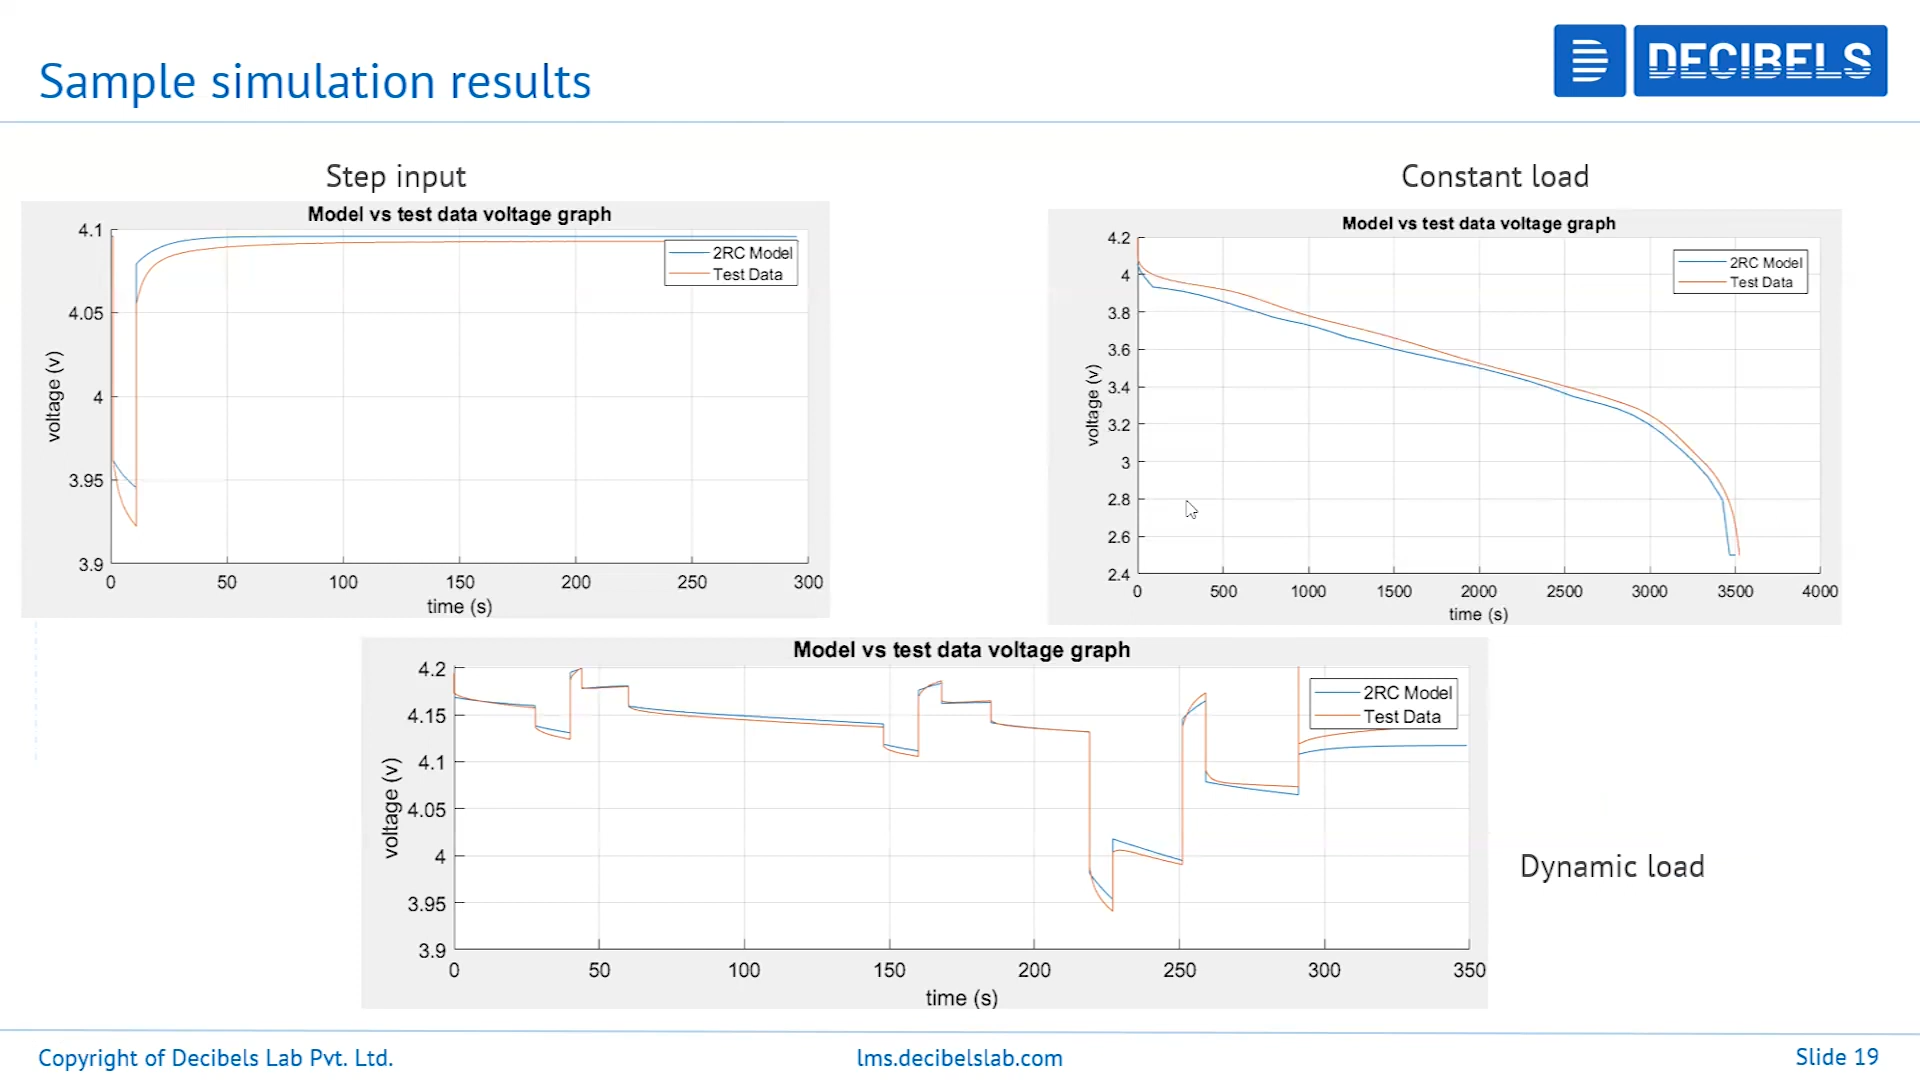 Sample simulation results
DECIBELS
Step input
Model vs test data voltage graph
4.1
4.05
4
3.95
3.9
voltage (v)
2RC Model
Test Data
0 50 100 150 200 250 300
time (s)
Constant load
Model vs test data voltage graph
4.2
4
3.8
3.6
3.4
3.2
3
2.8
2.6
2.4
voltage (v)
2RC Model
Test Data
0 500 1000 1500 2000 2500 3000 3500 4000
time (s)
Model vs test data voltage graph
4.2
4.15
4.1
4.05
4
3.95
3.9
voltage (v)
2RC Model
Test Data
0 50 100 150 200 250 300 350
time (s)
Dynamic load
Copyright of Decibels Lab Pvt. Ltd.
lms.decibelslab.com
Slide 19